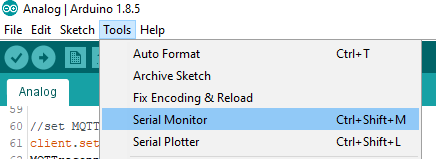 Analog | Arduino 1.8.5
File Edit Sketch Tools Help
Auto Format Ctrl+T
Archive Sketch
Analog
Fix Encoding & Reload
59
Serial Monitor Ctrl+Shift+M
60 //set MQTT
Serial Plotter Ctrl+Shift+L
61 client.set
62